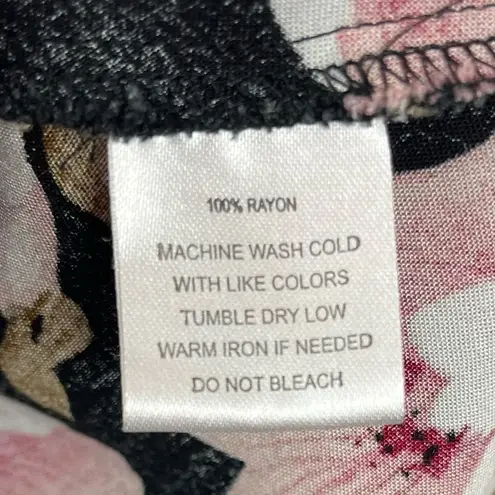 100% RAYON
MACHINE WASH COLD
WITH LIKE COLORS
TUMBLE DRY LOW
WARM IRON IF NEEDED
DO NOT BLEACH